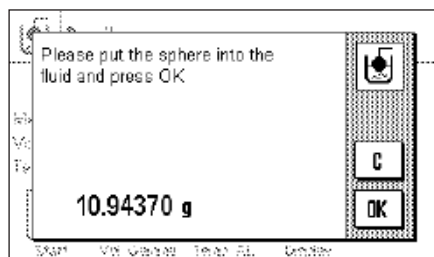 Please put the sphere into the
fluid and press OK
C
10.94370 g
OK